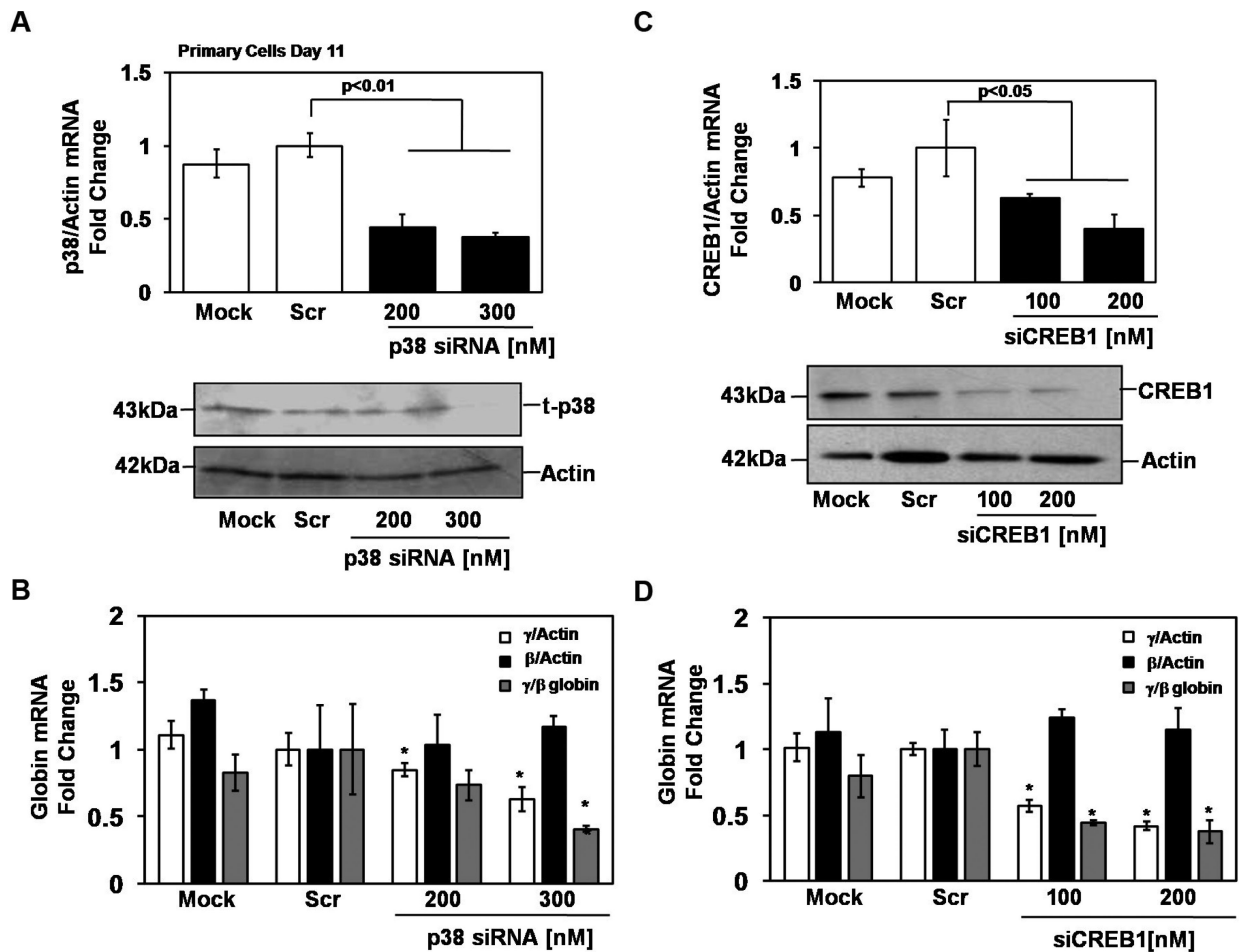 A
Primary Cells Day 11
1.5
p<0.01
1
0.5
0
p38/Actin mRNA
Fold Change
Mock Scr 200 300
p38 siRNA [nM]
43kDa t-p38
42kDa Actin
Mock Scr 200 300
p38 siRNA [nM]
B
2
1.5
1
0.5
0
Globin mRNA
Fold Change
γ/Actin
β/Actin
γ/β globin
* * *
Mock Scr 200 300
p38 siRNA [nM]
C
1.5
p<0.05
1
0.5
0
CREB1/Actin mRNA
Fold Change
Mock Scr 100 200
siCREB1 [nM]
43kDa CREB1
42kDa Actin
Mock Scr 100 200
siCREB1 [nM]
D
2
1.5
1
0.5
0
Globin mRNA
Fold Change
γ/Actin
β/Actin
γ/β globin
* * * *
Mock Scr 100 200
siCREB1[nM]